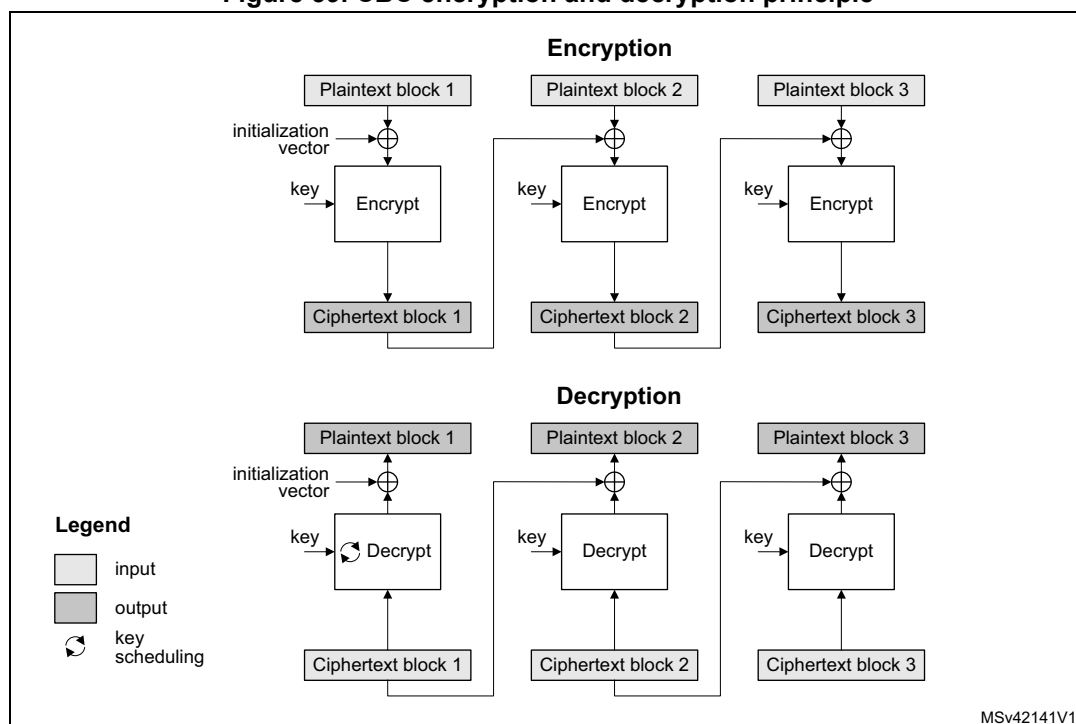 Encryption
Plaintext block 1
Plaintext block 2
Plaintext block 3
initialization
vector
key
Encrypt
key
Encrypt
key
Encrypt
Ciphertext block 1
Ciphertext block 2
Ciphertext block 3
Decryption
Plaintext block 1
Plaintext block 2
Plaintext block 3
initialization
vector
key
Decrypt
key
Decrypt
key
Decrypt
Legend
input
output
key
scheduling
Ciphertext block 1
Ciphertext block 2
Ciphertext block 3
MSv42141V1